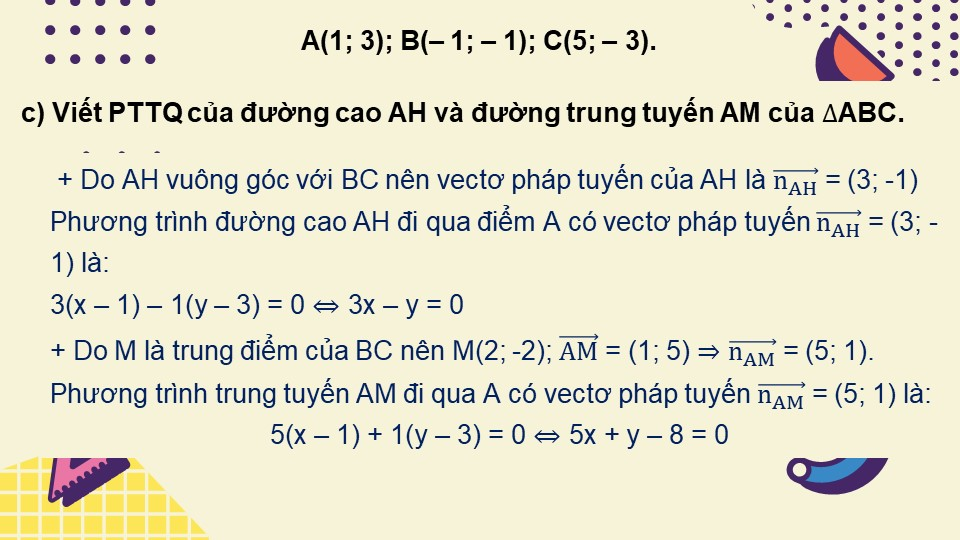 A(1; 3); B(– 1; – 1); C(5; – 3).
c) Viết PTTQ của đường cao AH và đường trung tuyến AM của ∆ABC.
+ Do AH vuông góc với BC nên vectơ pháp tuyến của AH là $\overrightarrow{n_{AH}}$ = (3; -1)
Phương trình đường cao AH đi qua điểm A có vectơ pháp tuyến $\overrightarrow{n_{AH}}$ = (3; -
1) là:
3(x – 1) – 1(y – 3) = 0 ⇔ 3x – y = 0
+ Do M là trung điểm của BC nên M(2; -2); $\overrightarrow{AM}$ = (1; 5) ⇒ $\overrightarrow{n_{AM}}$ = (5; 1).
Phương trình trung tuyến AM đi qua A có vectơ pháp tuyến $\overrightarrow{n_{AM}}$ = (5; 1) là:
5(x – 1) + 1(y – 3) = 0 ⇔ 5x + y – 8 = 0